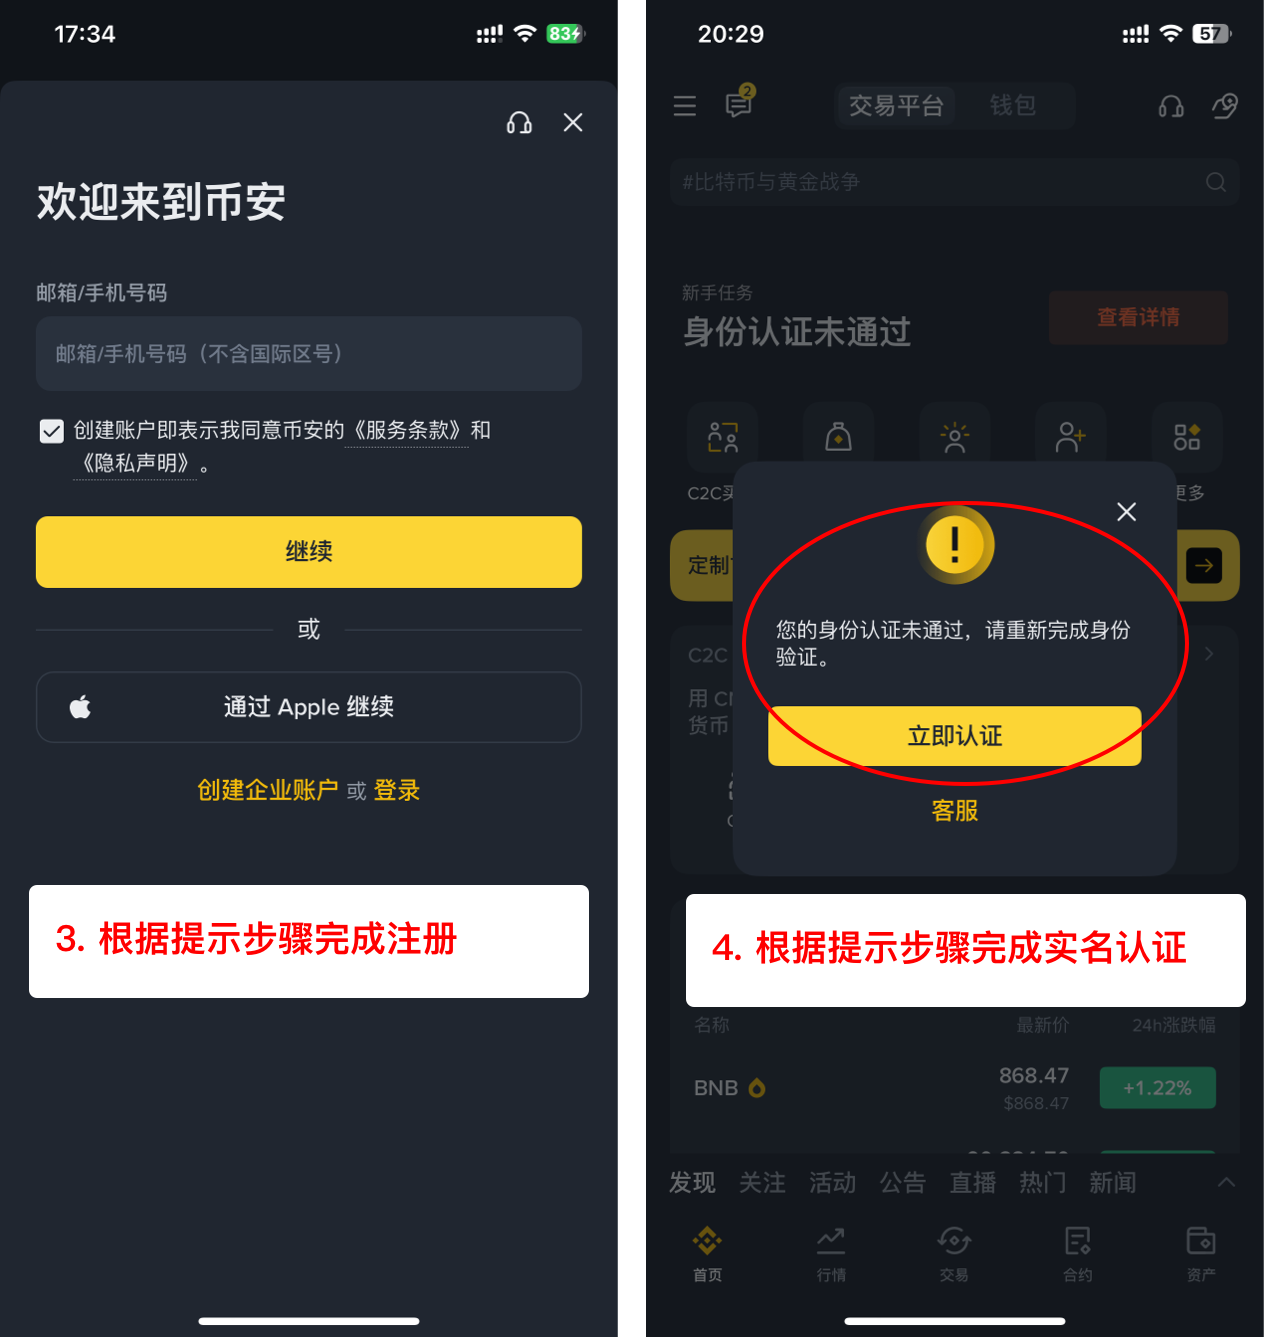 17:34
83
欢迎来到币安
邮箱/手机号码
邮箱/手机号码（不含国际区号）
创建账户即表示我同意币安的《服务条款》和
《隐私声明》。
继续
或
通过 Apple 继续
创建企业账户 或 登录
3. 根据提示步骤完成注册
20:29
57
2
交易平台
钱包
#比特币与黄金战争
新手任务
身份认证未通过
查看详情
C2C买
更多
定制
C2C
用 C
货币
您的身份认证未通过，请重新完成身份
验证。
立即认证
客服
4. 根据提示步骤完成实名认证
名称 最新价 24h涨跌幅
BNB 868.47 +1.22%
$868.47
发现 关注 活动 公告 直播 热门 新闻
首页 行情 交易 合约 资产